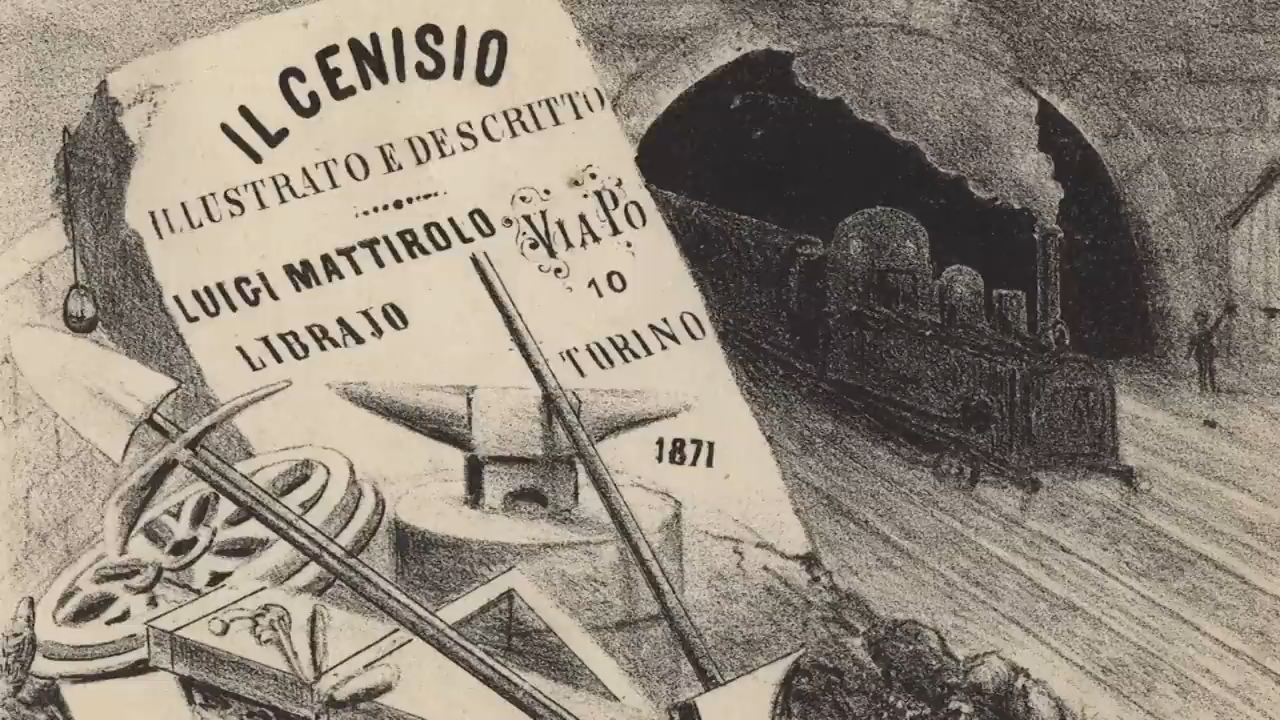 IL CENISIO
ILLUSTRATO E DESCRITTO
LUIGI MATTIROLO
LIBRAJO
VIA PO
10
TORINO
1871